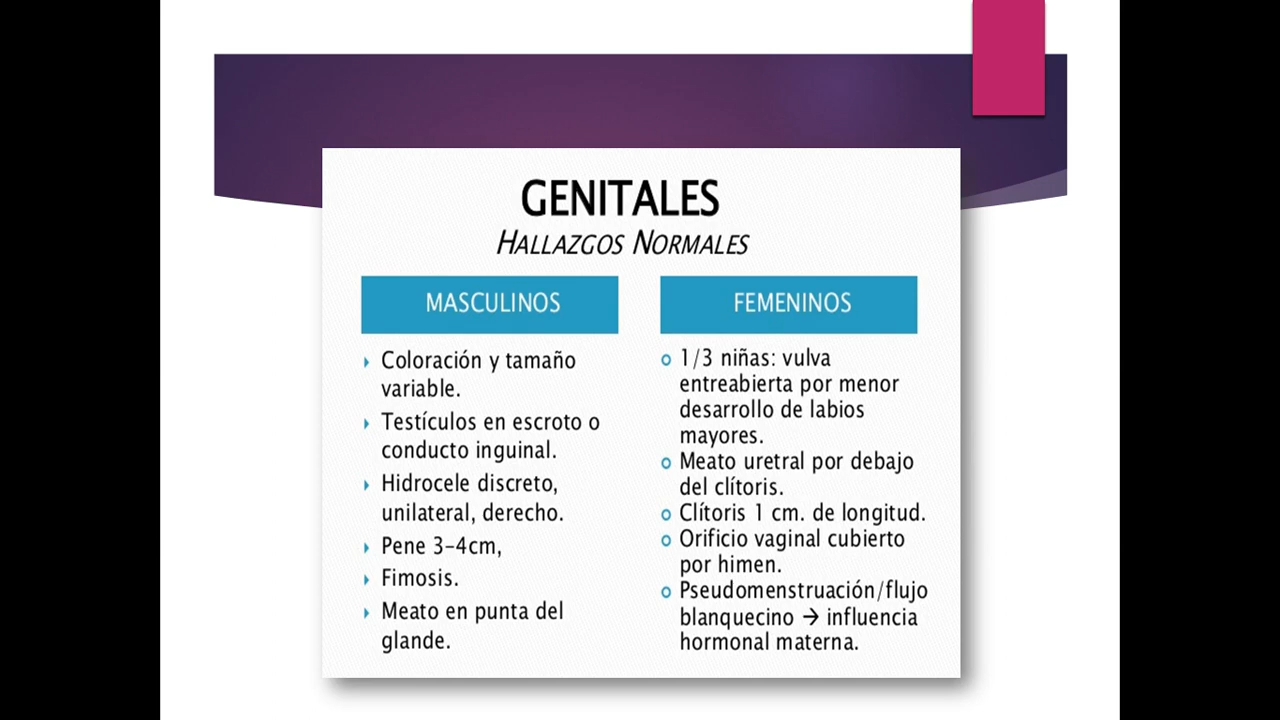 GENITALES
HALLAZGOS NORMALES
MASCULINOS
Coloración y tamaño
variable.
Testículos en escroto o
conducto inguinal.
Hidrocele discreto,
unilateral, derecho.
Pene 3-4cm,
Fimosis.
Meato en punta del
glande.
FEMENINOS
1/3 niñas: vulva
entreabierta por menor
desarrollo de labios
mayores.
Meato uretral por debajo
del clítoris.
Clítoris 1 cm. de longitud.
Orificio vaginal cubierto
por himen.
Pseudomenstruación/flujo
blanquecino → influencia
hormonal materna.